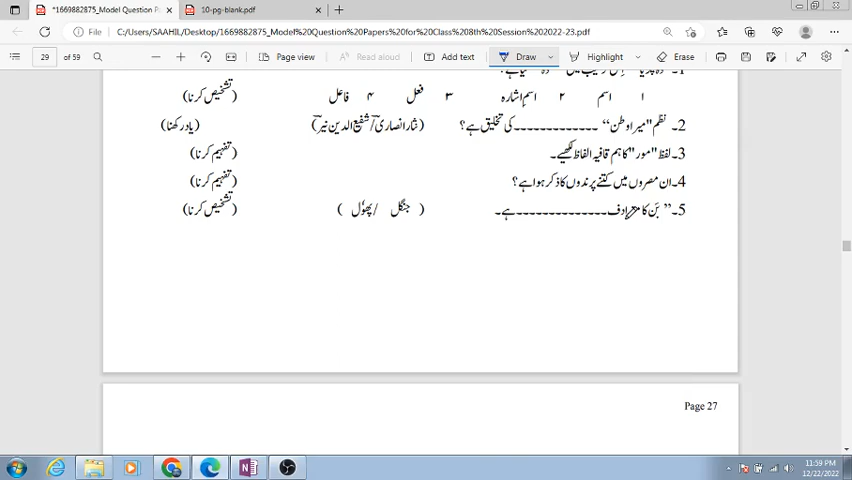 *1669882875_Model Question P
10-pg-blank.pdf
File C:/Users/SAAHIL/Desktop/1669882875_Model%20Question%20Papers%20for%20Class%208th%20Session%202022-23.pdf
29 of 59 Page view Read aloud Add text Draw Highlight Erase
۱ اسم ۲ اسمِ اشارہ ۳ فعل ۴ فاعل (تشخیص کرنا)
2۔ نظم "میرا وطن" ------------- کی تخلیق ہے؟ (نثار انصاری / شفیع الدین نیر) (یاد رکھنا)
3۔ لفظ "مور" کا ہم قافیہ الفاظ لکھیے۔ (تفہیم کرنا)
4۔ ان مصروں میں کتنے پرندوں کا ذکر ہوا ہے؟ (تفہیم کرنا)
5۔ " بَن کا مترادف --------------- ہے۔ ( جنگل / پھول ) (تشخیص کرنا)
Page 27
11:59 PM
12/22/2022